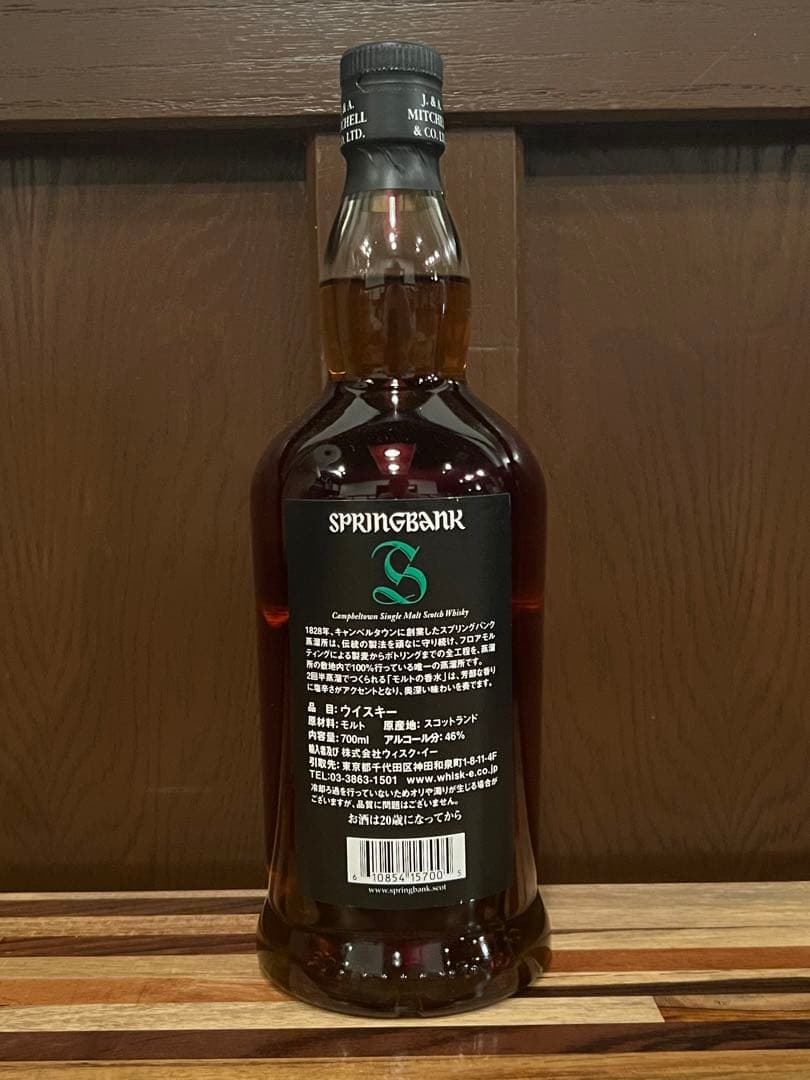 & A.
CHELL
LTD.
J. & A
MITCHE
& CO. L
SPRINGBANK
S
Campbeltown Single Malt Scotch Whisky
1828年、キャンベルタウンに創業したスプリングバンク
蒸溜所は、伝統の製法を頑なに守り続け、フロアモル
ティングによる製麦からボトリングまでの全工程を、蒸溜
所の敷地内で100%行っている唯一の蒸溜所です。
2回半蒸溜でつくられる「モルトの香水」は、芳醇な香り
に塩辛さがアクセントとなり、奥深い味わいを奏でます。
品 目: ウイスキー
原材料: モルト 原産地: スコットランド
内容量: 700ml アルコール分: 46%
輸入者及び 株式会社ウィスク・イー
引取先: 東京都千代田区神田和泉町1-8-11-4F
TEL:03-3863-1501 www.whisk-e.co.jp
冷却ろ過を行っていないためオリや濁りが生じる場合が
ございますが、品質に問題はございません。
お酒は20歳になってから
6 10854 15700 5
www.springbank.scot